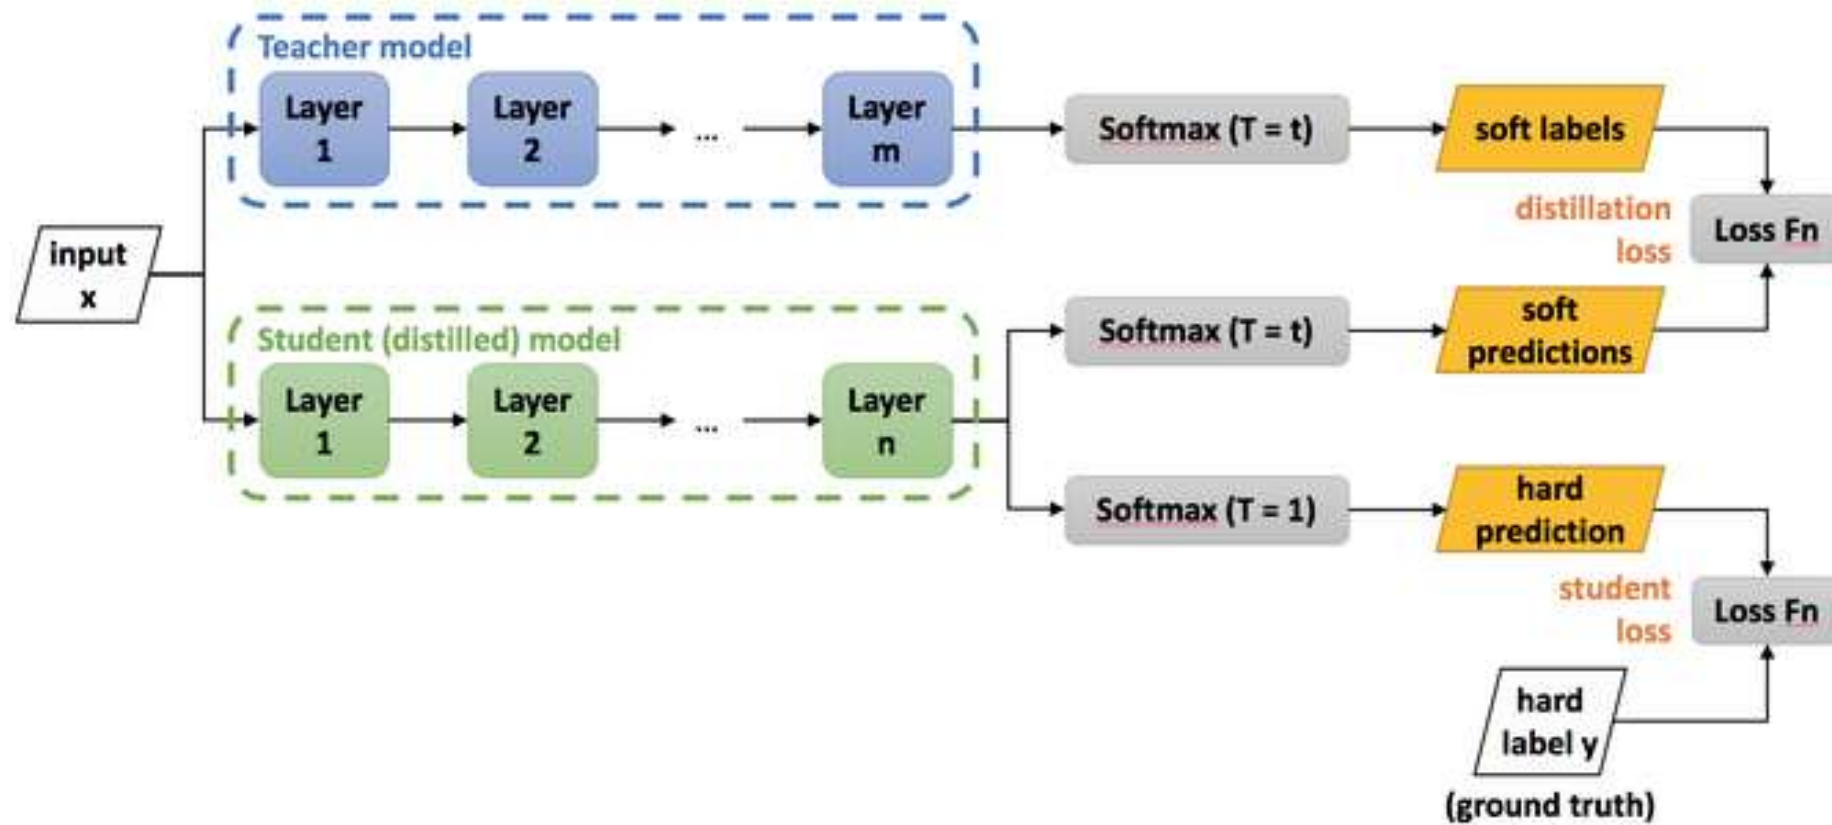 Teacher model
Layer
1
Layer
2
...
Layer
m
Softmax (T = t)
soft labels
distillation
loss
Loss Fn
input
x
Student (distilled) model
Layer
1
Layer
2
...
Layer
n
Softmax (T = t)
soft
predictions
Softmax (T = 1)
hard
prediction
student
loss
Loss Fn
hard
label y
(ground truth)